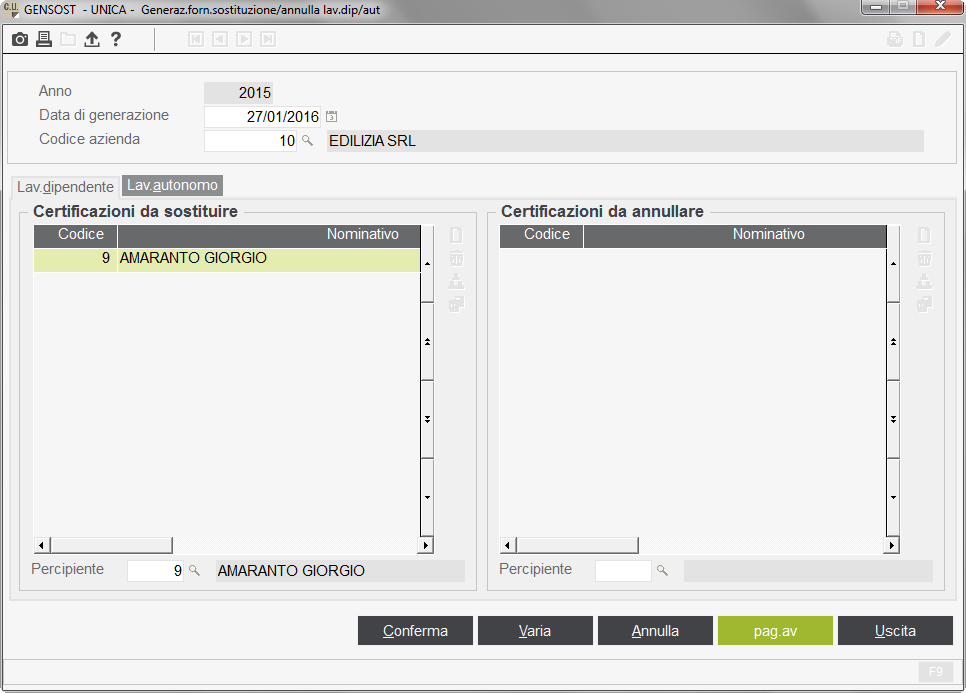 C.U. GENSOST - UNICA - Generaz.forn.sostituzione/annulla lav.dip/aut
?
Anno 2015
Data di generazione 27/01/2016
Codice azienda 10 EDILIZIA SRL
Lav.dipendente Lav.autonomo
Certificazioni da sostituire
Codice Nominativo
9 AMARANTO GIORGIO
Percipiente 9 AMARANTO GIORGIO
Certificazioni da annullare
Codice Nominativo
Percipiente
Conferma Varia Annulla pag.av Uscita
F9